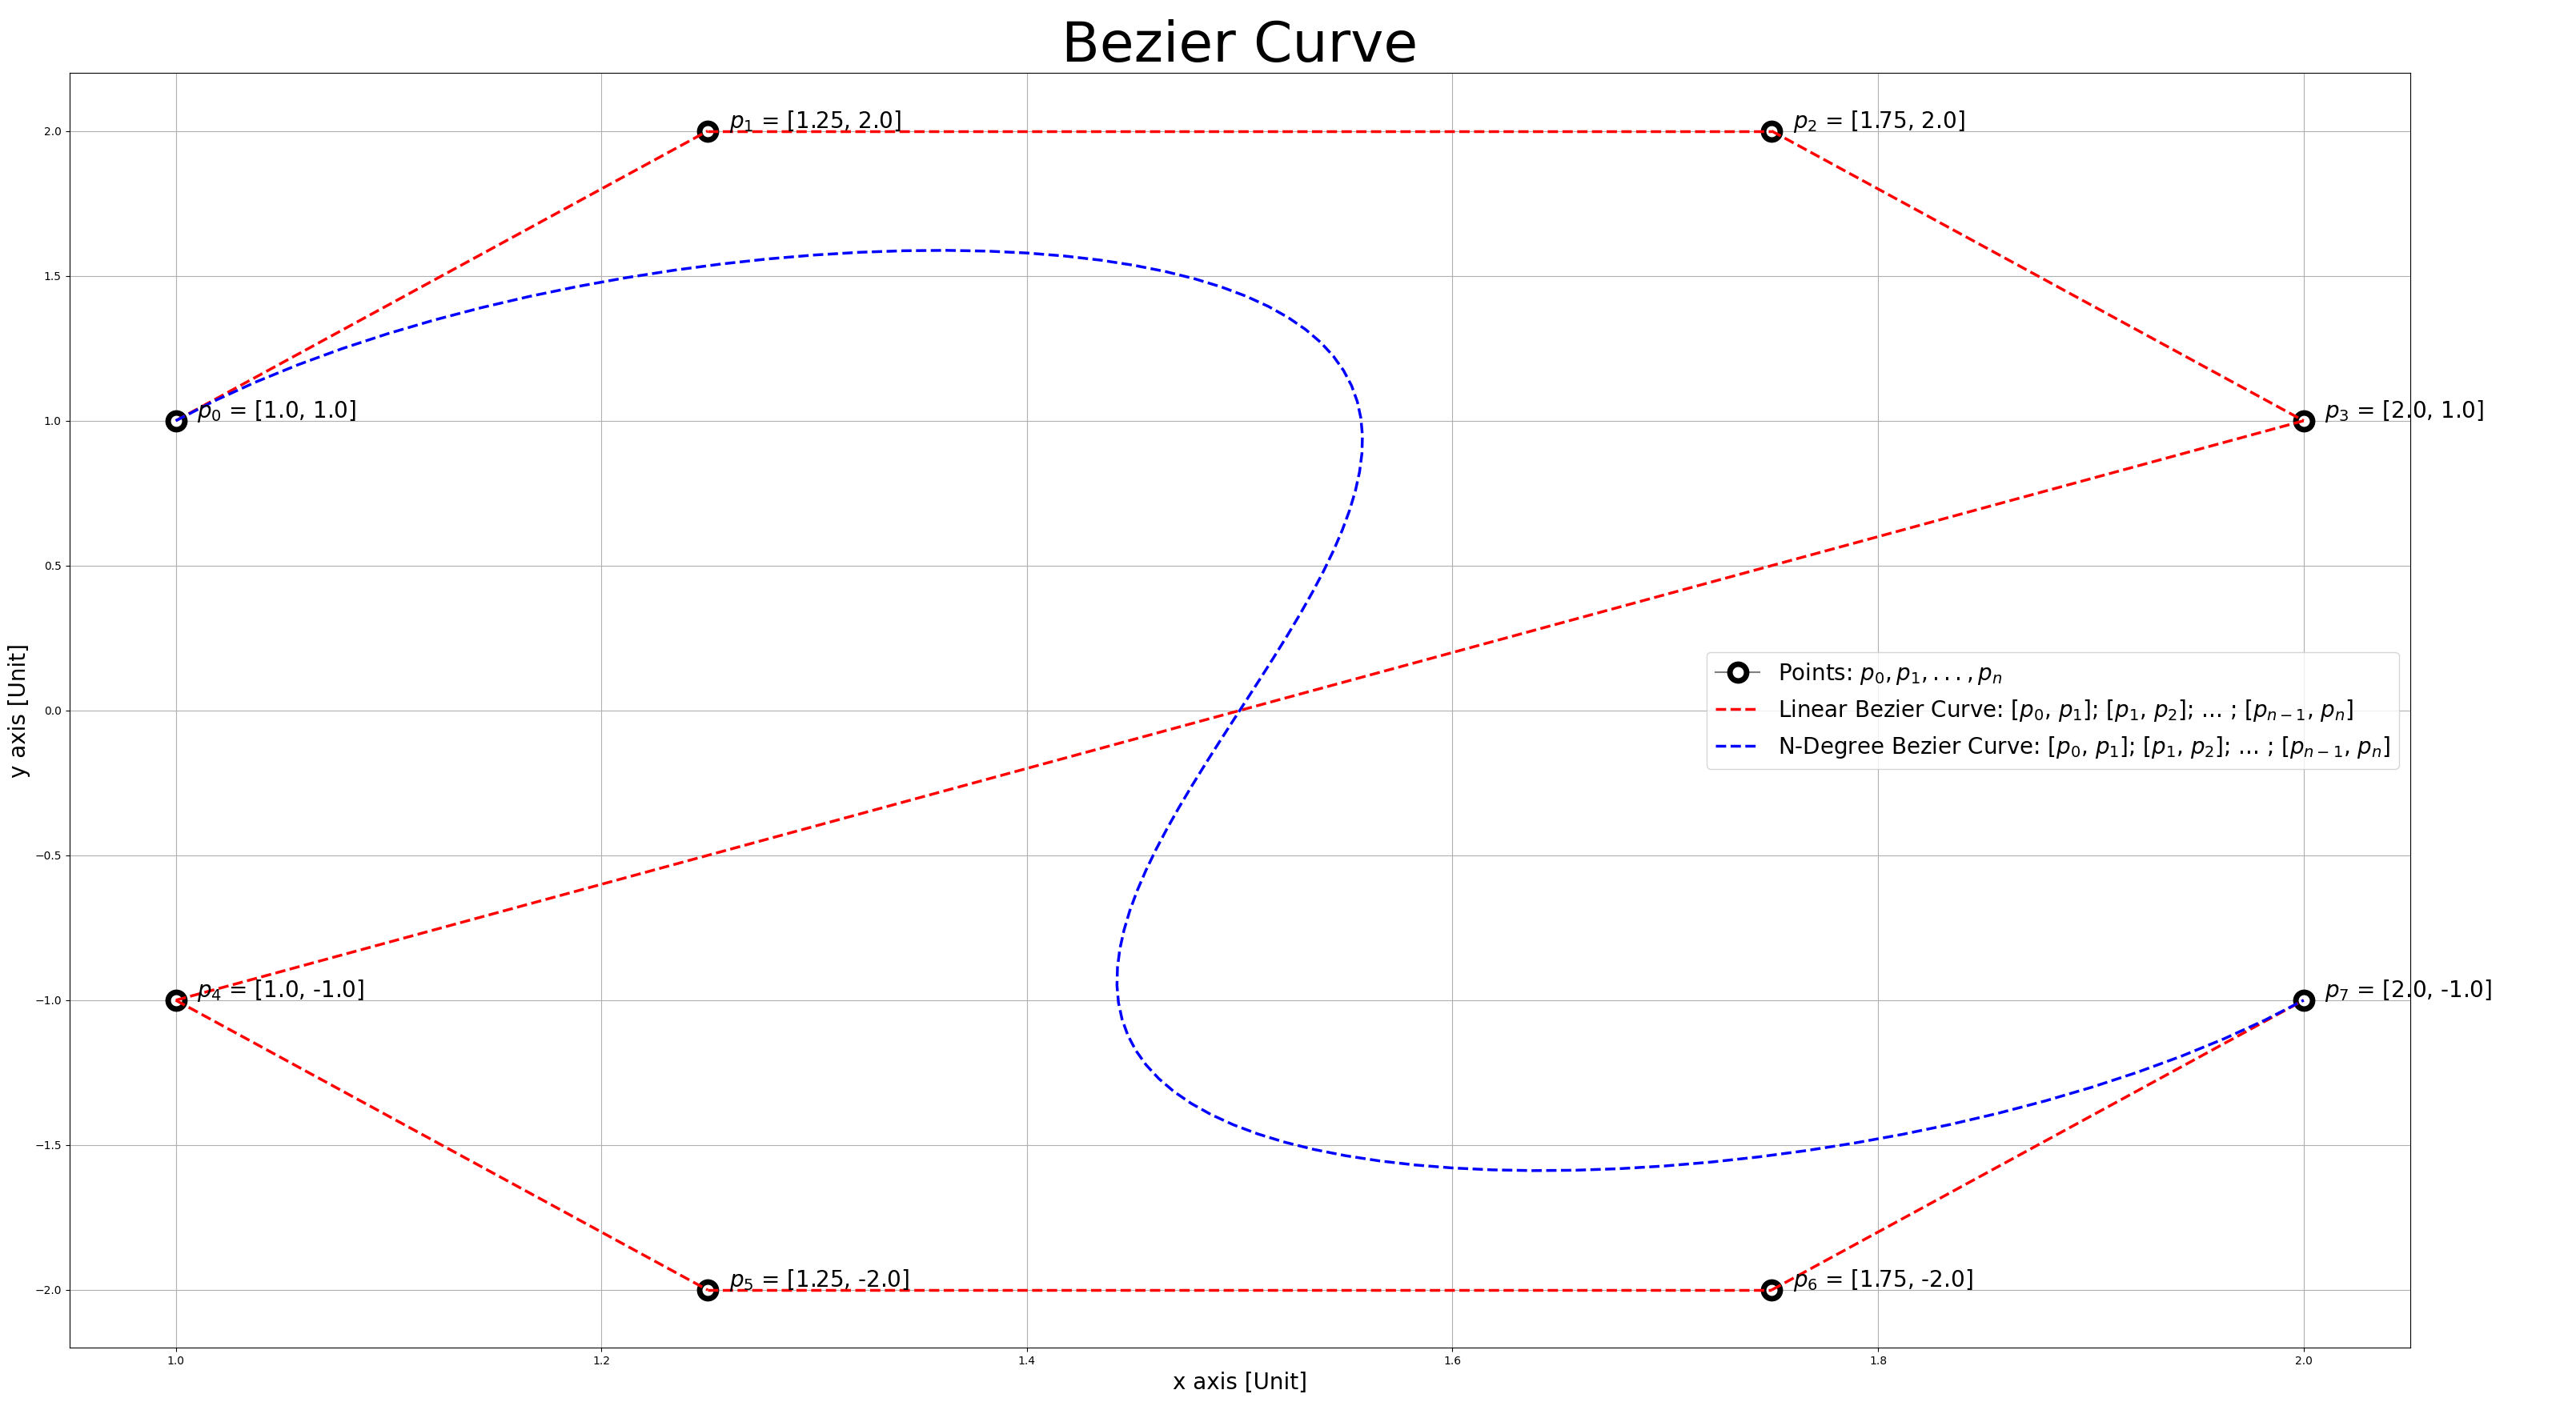 Bezier Curve
p1 = [1.25, 2.0]
p2 = [1.75, 2.0]
p0 = [1.0, 1.0]
p3 = [2.0, 1.0]
Points: p0, p1, . . . , pn
Linear Bezier Curve: [p0, p1]; [p1, p2]; ... ; [pn−1, pn]
N-Degree Bezier Curve: [p0, p1]; [p1, p2]; ... ; [pn−1, pn]
p4 = [1.0, -1.0]
p7 = [2.0, -1.0]
p5 = [1.25, -2.0]
p6 = [1.75, -2.0]
y axis [Unit]
2.0
1.5
1.0
0.5
0.0
−0.5
−1.0
−1.5
−2.0
1.0 1.2 1.4 1.6 1.8 2.0
x axis [Unit]